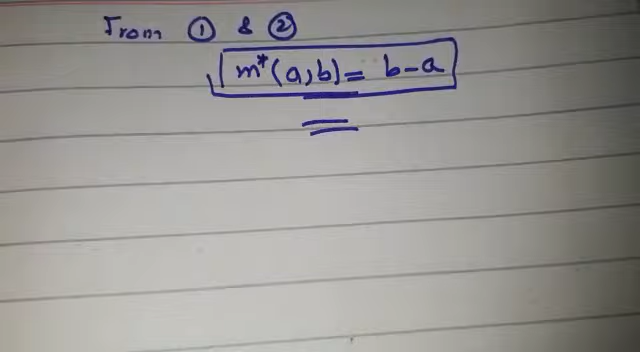 From ① & ②
m*(a,b) = b-a